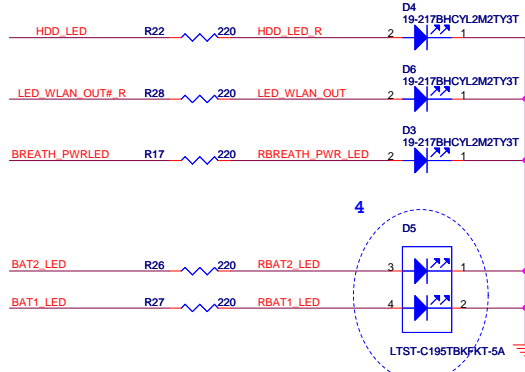 D4
19-217BHCYL2M2TY3T
HDD_LED R22 220 HDD_LED_R 2 1
D6
19-217BHCYL2M2TY3T
LED_WLAN_OUT#_R R28 220 LED_WLAN_OUT 2 1
D3
19-217BHCYL2M2TY3T
BREATH_PWRLED R17 220 RBREATH_PWR_LED 2 1
4
D5
BAT2_LED R26 220 RBAT2_LED 3 1
BAT1_LED R27 220 RBAT1_LED 4 2
LTST-C195TBKFKT-5A